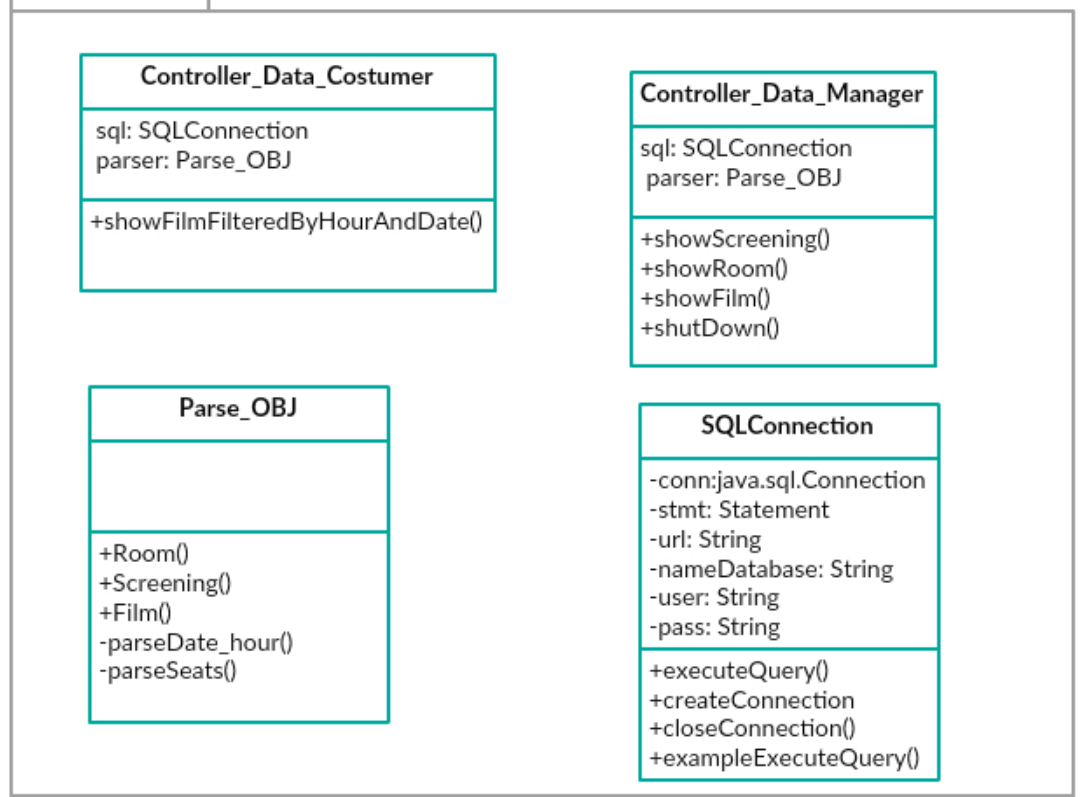 Controller_Data_Costumer
sql: SQLConnection
parser: Parse_OBJ
+showFilmFilteredByHourAndDate()
Controller_Data_Manager
sql: SQLConnection
parser: Parse_OBJ
+showScreening()
+showRoom()
+showFilm()
+shutDown()
Parse_OBJ
+Room()
+Screening()
+Film()
-parseDate_hour()
-parseSeats()
SQLConnection
-conn:java.sql.Connection
-stmt: Statement
-url: String
-nameDatabase: String
-user: String
-pass: String
+executeQuery()
+createConnection
+closeConnection()
+exampleExecuteQuery()